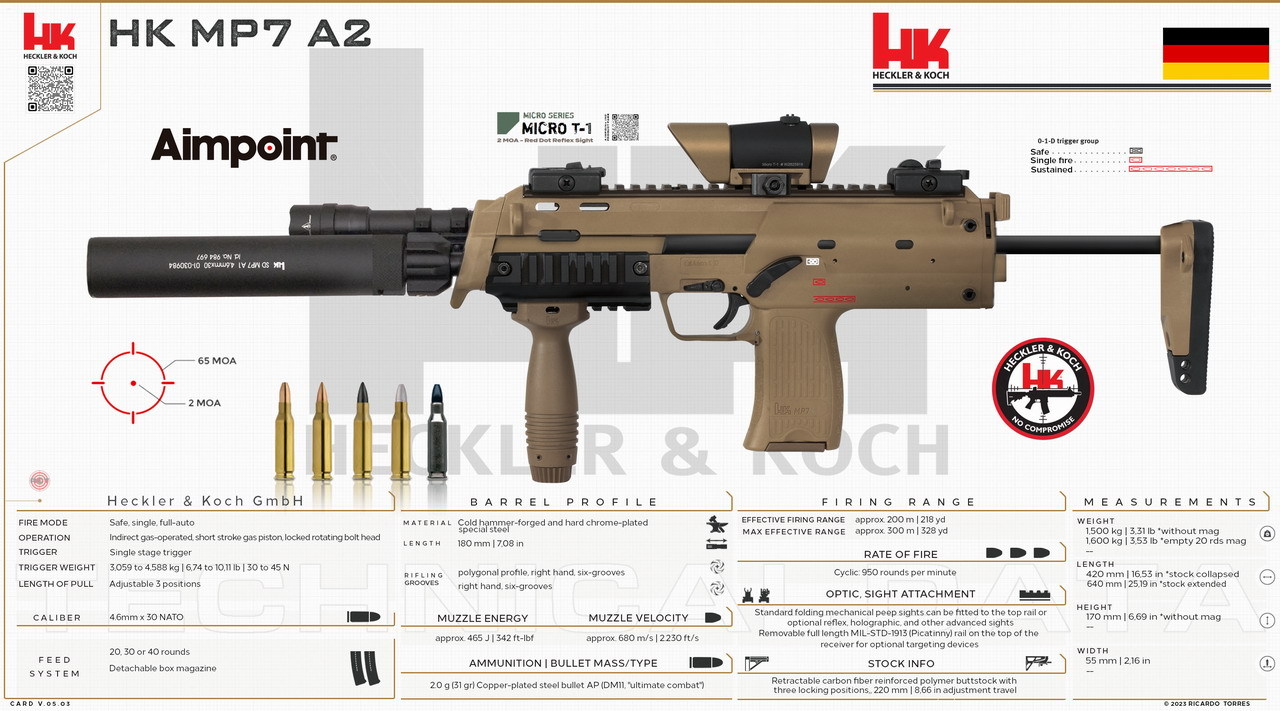 HK
HECKLER & KOCH
HK MP7 A2
HK
HECKLER & KOCH
Aimpoint®
MICRO SERIES
MICRO T-1
2 MOA - Red Dot Reflex Sight
0-1-D trigger group
Safe
Single fire
Sustained
SD MP7 A1 4.6mmx30 01-030984
Id. No. 984 697
65 MOA
2 MOA
HK MP7
HECKLER & KOCH
HK
NO COMPROMISE
HECKLER & KOCH
TECHNICAL DATA
Heckler & Koch GmbH
FIRE MODE Safe, single, full-auto
OPERATION Indirect gas-operated, short stroke gas piston, locked rotating bolt head
TRIGGER Single stage trigger
TRIGGER WEIGHT 3,059 to 4,588 kg | 6,74 to 10,11 lb | 30 to 45 N
LENGTH OF PULL Adjustable 3 positions
CALIBER 4.6mm x 30 NATO
FEED SYSTEM
20, 30 or 40 rounds
Detachable box magazine
BARREL PROFILE
MATERIAL Cold hammer-forged and hard chrome-plated
special steel
LENGTH 180 mm | 7,08 in
RIFLING GROOVES
polygonal profile, right hand, six-grooves
right hand, six-grooves
MUZZLE ENERGY MUZZLE VELOCITY
approx. 465 J | 342 ft-lbf approx. 680 m/s | 2.230 ft/s
AMMUNITION | BULLET MASS/TYPE
2.0 g (31 gr) Copper-plated steel bullet AP (DM11, "ultimate combat")
FIRING RANGE
EFFECTIVE FIRING RANGE approx. 200 m | 218 yd
MAX EFFECTIVE RANGE approx. 300 m | 328 yd
RATE OF FIRE
Cyclic: 950 rounds per minute
OPTIC, SIGHT ATTACHMENT
Standard folding mechanical peep sights can be fitted to the top rail or
optional reflex, holographic, and other advanced sights
Removable full length MIL-STD-1913 (Picatinny) rail on the top of the
receiver for optional targeting devices
STOCK INFO
Retractable carbon fiber reinforced polymer buttstock with
three locking positions,, 220 mm | 8,66 in adjustment travel
MEASUREMENTS
WEIGHT
1,500 kg | 3,31 lb *without mag
1,600 kg | 3,53 lb *empty 20 rds mag
--
LENGTH
420 mm | 16,53 in *stock collapsed
640 mm | 25,19 in *stock extended
HEIGHT
170 mm | 6,69 in *without mag
--
WIDTH
55 mm | 2,16 in
--
CARD V.05.03
© 2023 RICARDO TORRES